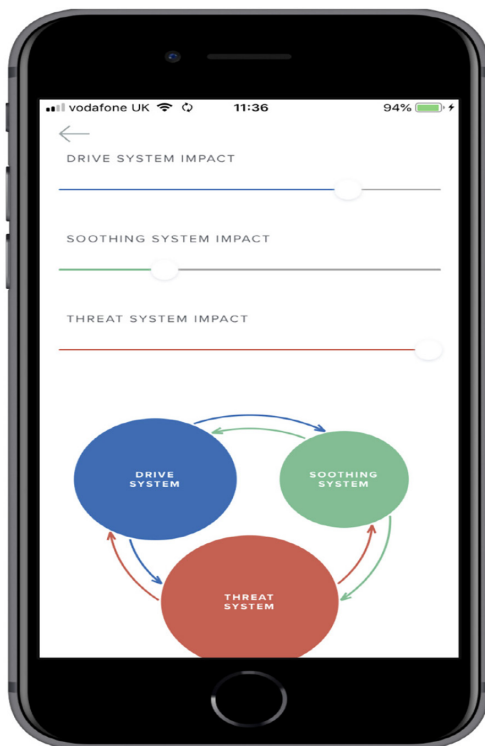 vodafone UK 11:36 94%
DRIVE SYSTEM IMPACT
SOOTHING SYSTEM IMPACT
THREAT SYSTEM IMPACT
DRIVE
SYSTEM
SOOTHING
SYSTEM
THREAT
SYSTEM